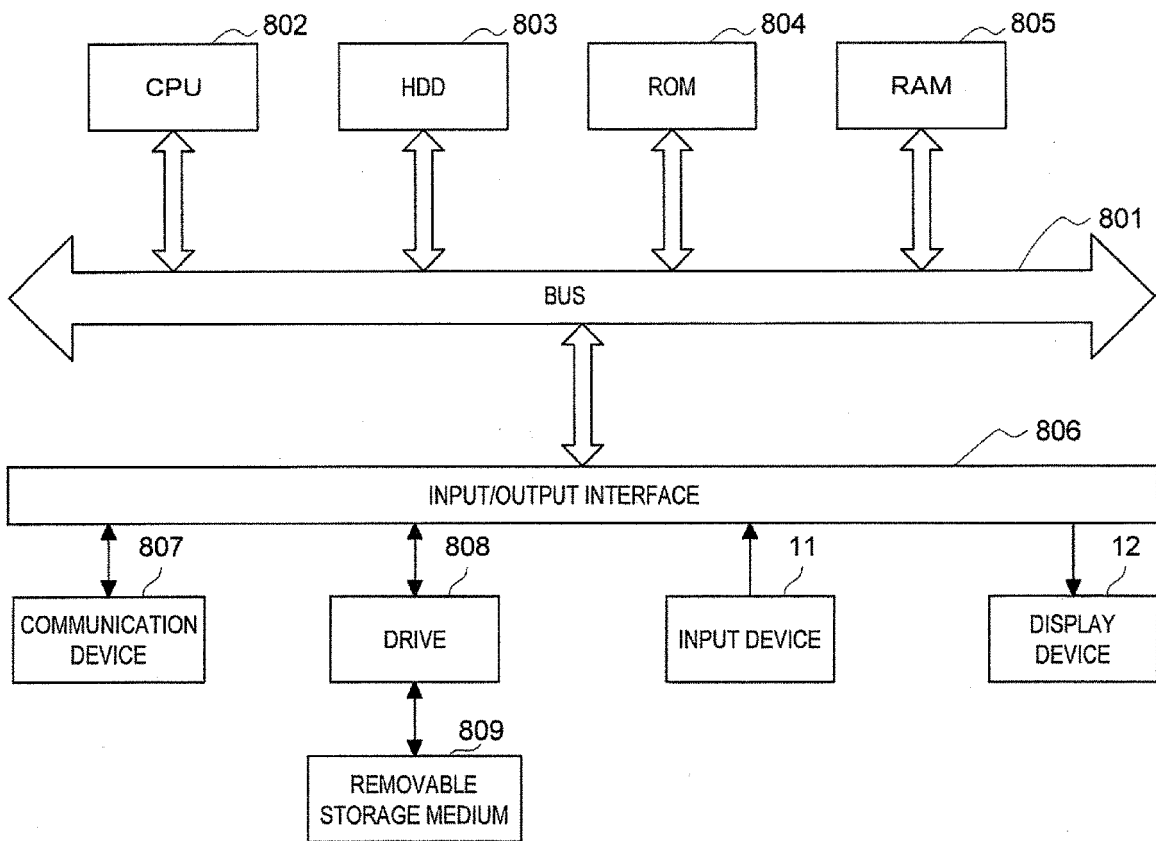 802
803
804
805
CPU
HDD
ROM
RAM
801
BUS
806
INPUT/OUTPUT INTERFACE
807
808
11
12
COMMUNICATION
DEVICE
DRIVE
INPUT DEVICE
DISPLAY
DEVICE
809
REMOVABLE
STORAGE MEDIUM